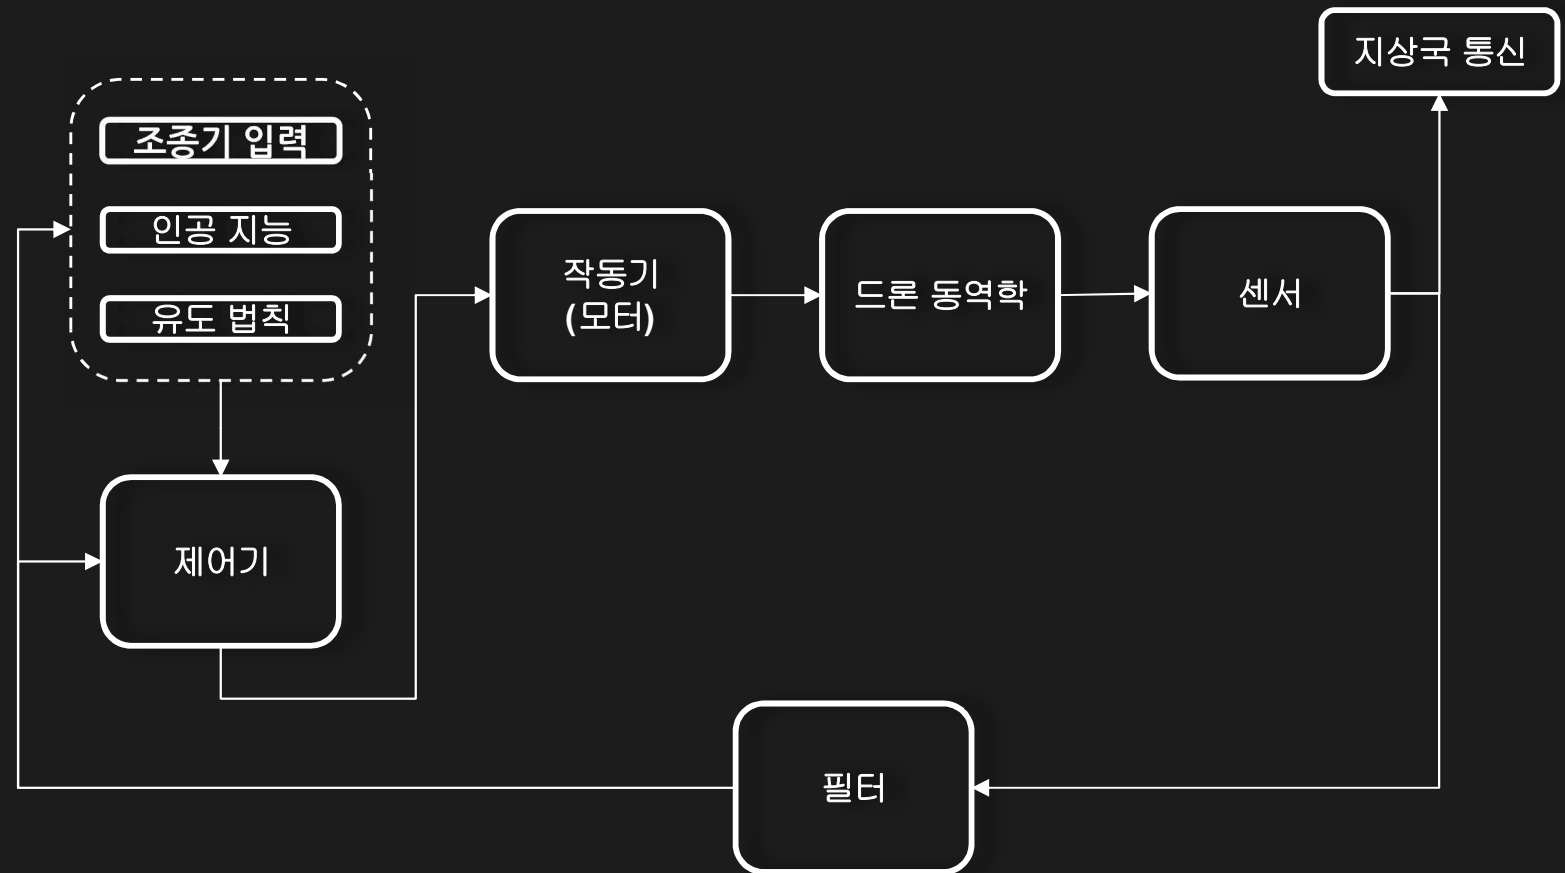 지상국 통신
조종기 입력
인공 지능
유도 법칙
작동기
(모터)
드론 동역학
센서
제어기
필터